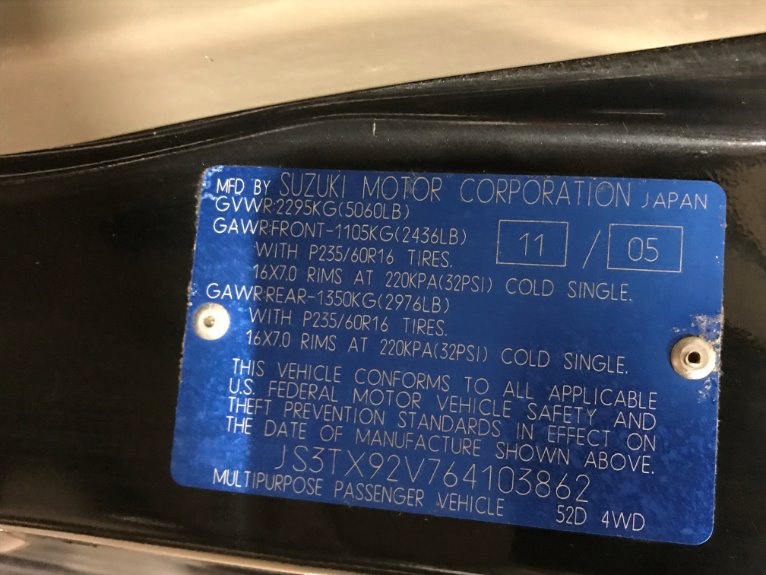 MFD BY SUZUKI MOTOR CORPORATION JAPAN
GVWR-2295KG(5060LB)
GAWR-FRONT-1105KG(2436LB) 11 / 05
WITH P235/60R16 TIRES.
16X7.0 RIMS AT 220KPA(32PSI) COLD SINGLE.
GAWR-REAR-1350KG(2976LB)
WITH P235/60R16 TIRES.
16X7.0 RIMS AT 220KPA(32PSI) COLD SINGLE.
THIS VEHICLE CONFORMS TO ALL APPLICABLE
U.S. FEDERAL MOTOR VEHICLE SAFETY AND
THEFT PREVENTION STANDARDS IN EFFECT ON
THE DATE OF MANUFACTURE SHOWN ABOVE.
JS3TX92V764103862
MULTIPURPOSE PASSENGER VEHICLE 52D 4WD